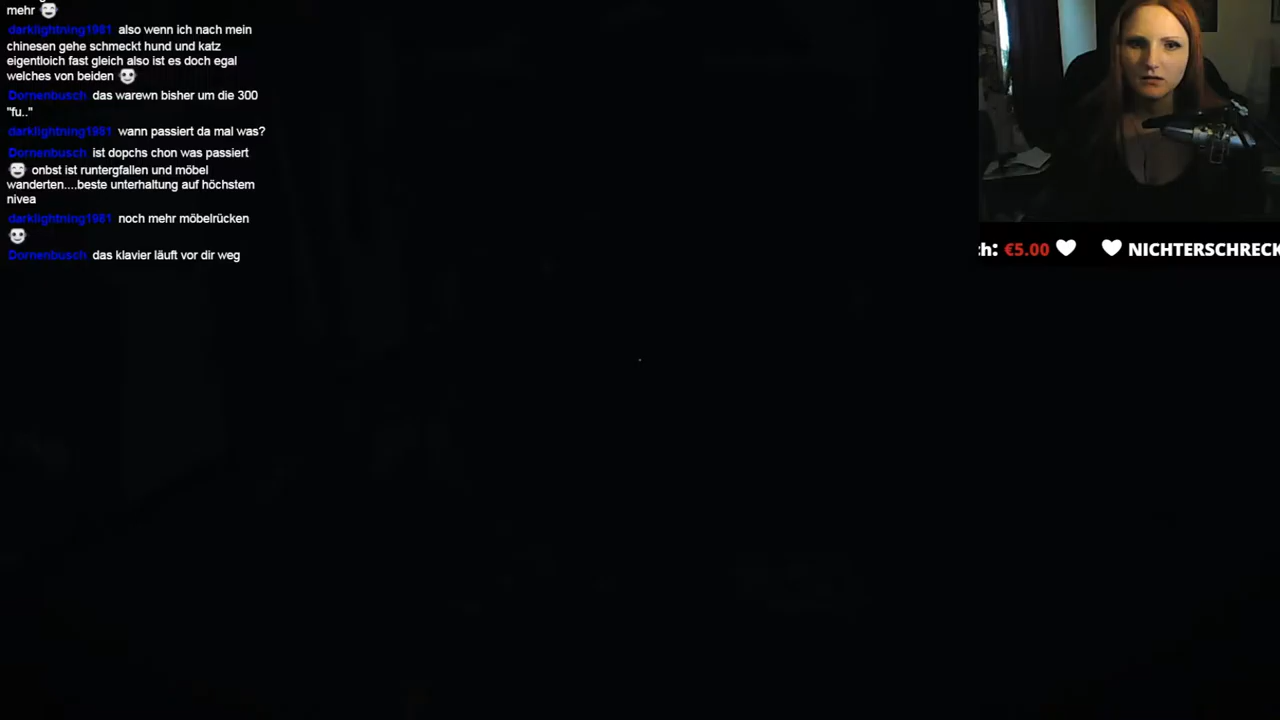 mehr
darklightning1981 also wenn ich nach mein
chinesen gehe schmeckt hund und katz
eigentloich fast gleich also ist es doch egal
welches von beiden
Dornenbusch das warewn bisher um die 300
"fu.."
darklightning1981 wann passiert da mal was?
Dornenbusch ist dopchs chon was passiert
onbst ist runtergfallen und möbel
wanderten....beste unterhaltung auf höchstem
nivea
darklightning1981 noch mehr möbelrücken
Dornenbusch das klavier läuft vor dir weg
h: €5.00 NICHTERSCHRECK